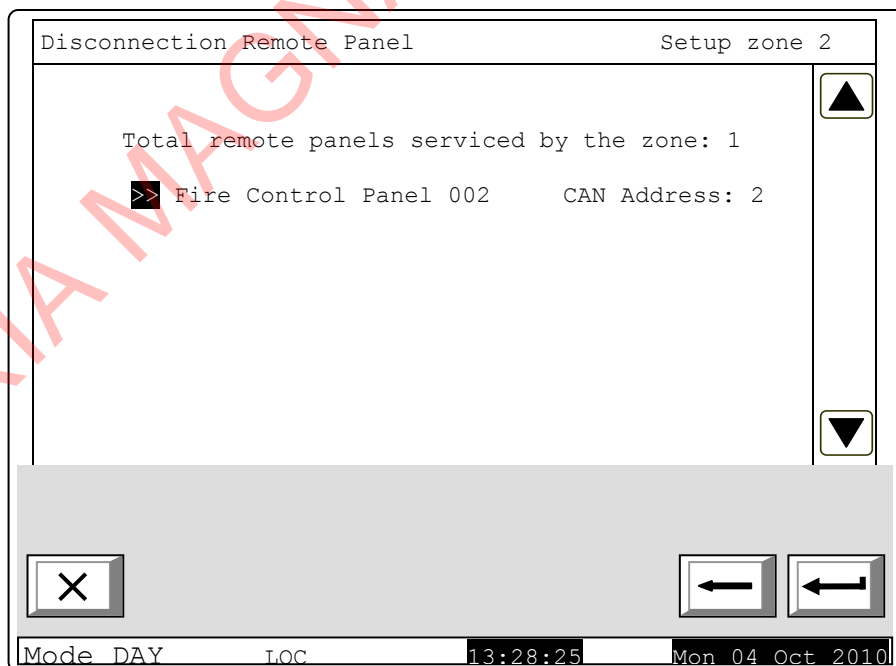 Disconnection Remote Panel Setup zone 2
Total remote panels serviced by the zone: 1
>> Fire Control Panel 002 CAN Address: 2
Mode DAY LOC 13:28:25 Mon 04 Oct 2010